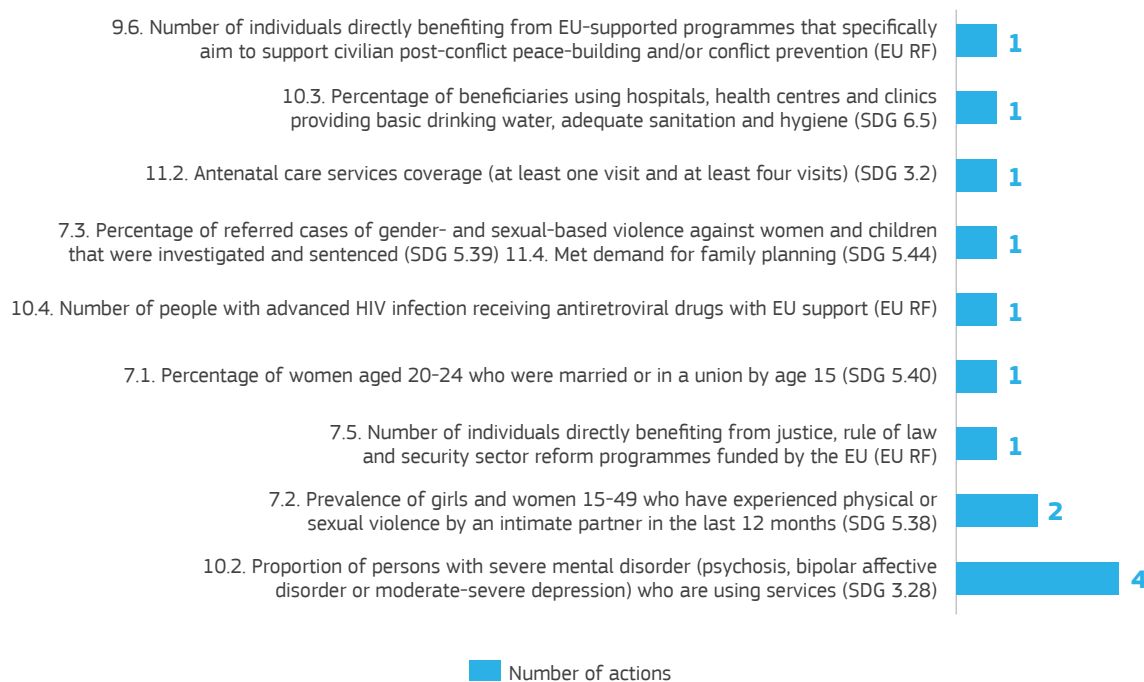 9.6. Number of individuals directly benefiting from EU-supported programmes that specifically
aim to support civilian post-conflict peace-building and/or conflict prevention (EU RF)
1
10.3. Percentage of beneficiaries using hospitals, health centres and clinics
providing basic drinking water, adequate sanitation and hygiene (SDG 6.5)
1
11.2. Antenatal care services coverage (at least one visit and at least four visits) (SDG 3.2)
1
7.3. Percentage of referred cases of gender- and sexual-based violence against women and children
that were investigated and sentenced (SDG 5.39) 11.4. Met demand for family planning (SDG 5.44)
1
10.4. Number of people with advanced HIV infection receiving antiretroviral drugs with EU support (EU RF)
1
7.1. Percentage of women aged 20-24 who were married or in a union by age 15 (SDG 5.40)
1
7.5. Number of individuals directly benefiting from justice, rule of law
and security sector reform programmes funded by the EU (EU RF)
1
7.2. Prevalence of girls and women 15-49 who have experienced physical or
sexual violence by an intimate partner in the last 12 months (SDG 5.38)
2
10.2. Proportion of persons with severe mental disorder (psychosis, bipolar affective
disorder or moderate-severe depression) who are using services (SDG 3.28)
4
Number of actions